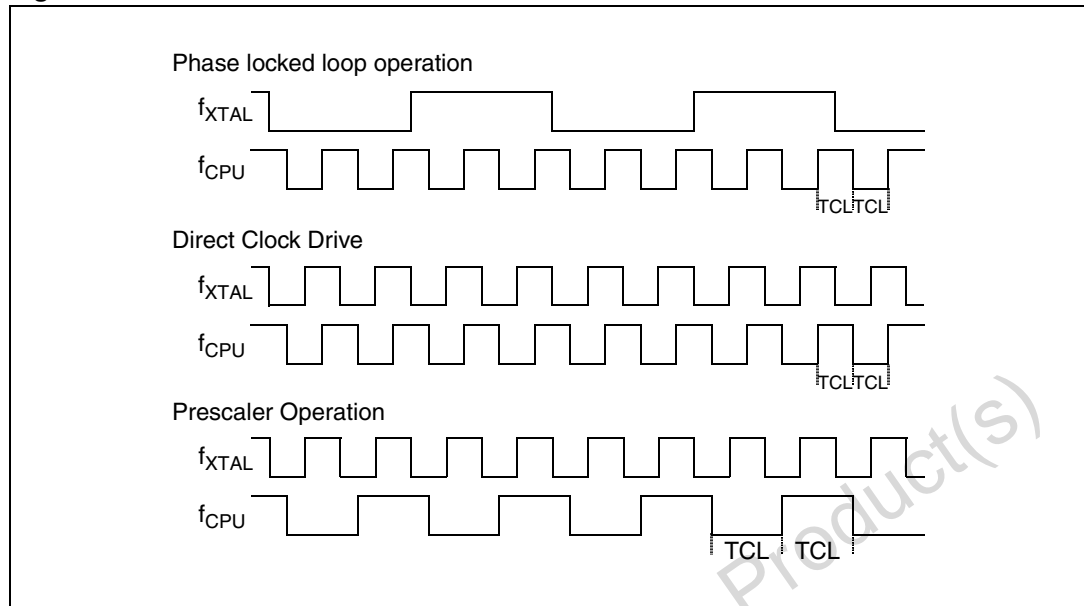 Phase locked loop operation
fXTAL
fCPU
TCL TCL
Direct Clock Drive
fXTAL
fCPU
TCL TCL
Prescaler Operation
fXTAL
fCPU
TCL TCL
Product(s)